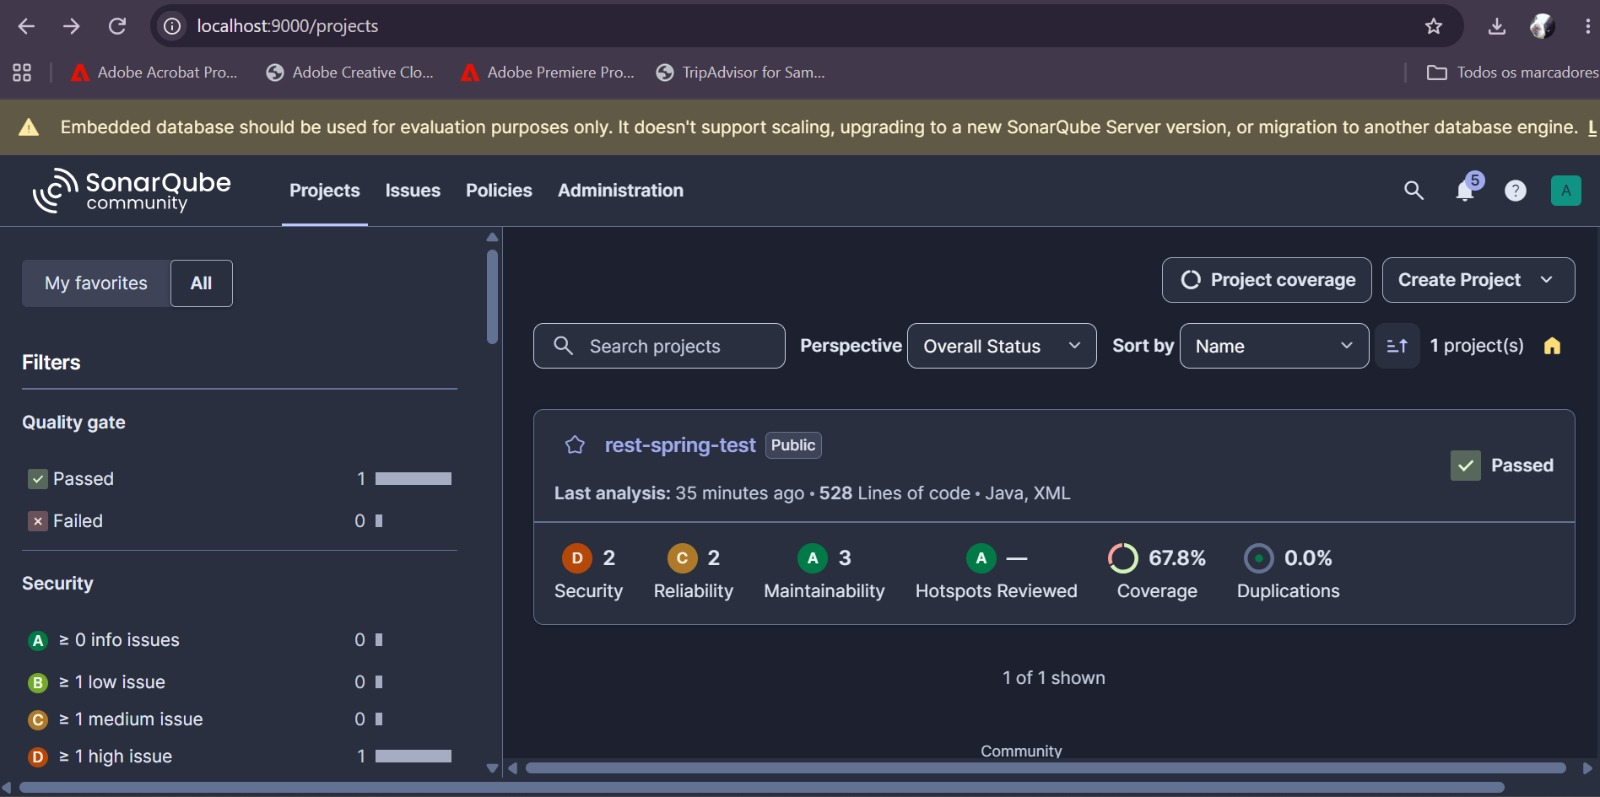 localhost:9000/projects
Adobe Acrobat Pro...
Adobe Creative Clo...
Adobe Premiere Pro...
TripAdvisor for Sam...
Todos os marcadores
Embedded database should be used for evaluation purposes only. It doesn't support scaling, upgrading to a new SonarQube Server version, or migration to another database engine. L
SonarQube
community
Projects
Issues
Policies
Administration
5
?
A
My favorites
All
Filters
Quality gate
Passed 1
Failed 0
Security
A ≥ 0 info issues 0
B ≥ 1 low issue 0
C ≥ 1 medium issue 0
D ≥ 1 high issue 1
Project coverage
Create Project
Search projects
Perspective
Overall Status
Sort by
Name
1 project(s)
rest-spring-test
Public
Passed
Last analysis: 35 minutes ago • 528 Lines of code • Java, XML
D 2
Security
C 2
Reliability
A 3
Maintainability
A —
Hotspots Reviewed
67.8%
Coverage
0.0%
Duplications
1 of 1 shown
Community